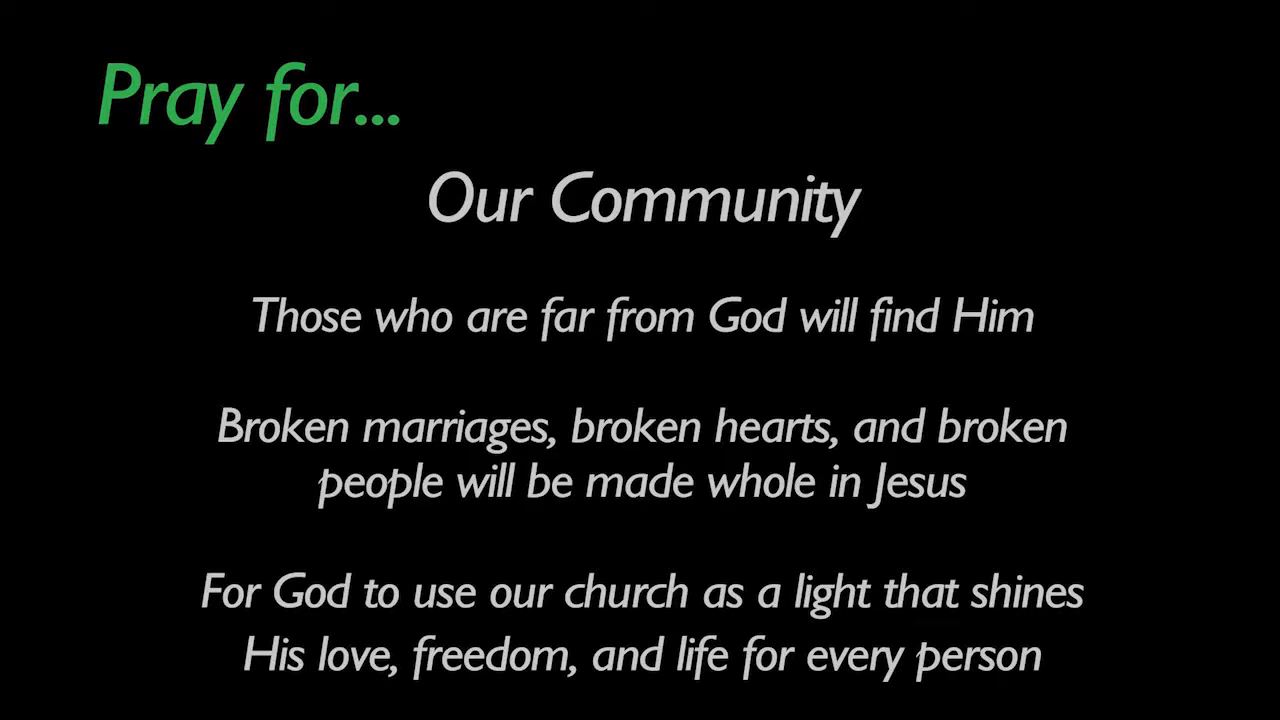 Pray for...
Our Community
Those who are far from God will find Him
Broken marriages, broken hearts, and broken
people will be made whole in Jesus
For God to use our church as a light that shines
His love, freedom, and life for every person